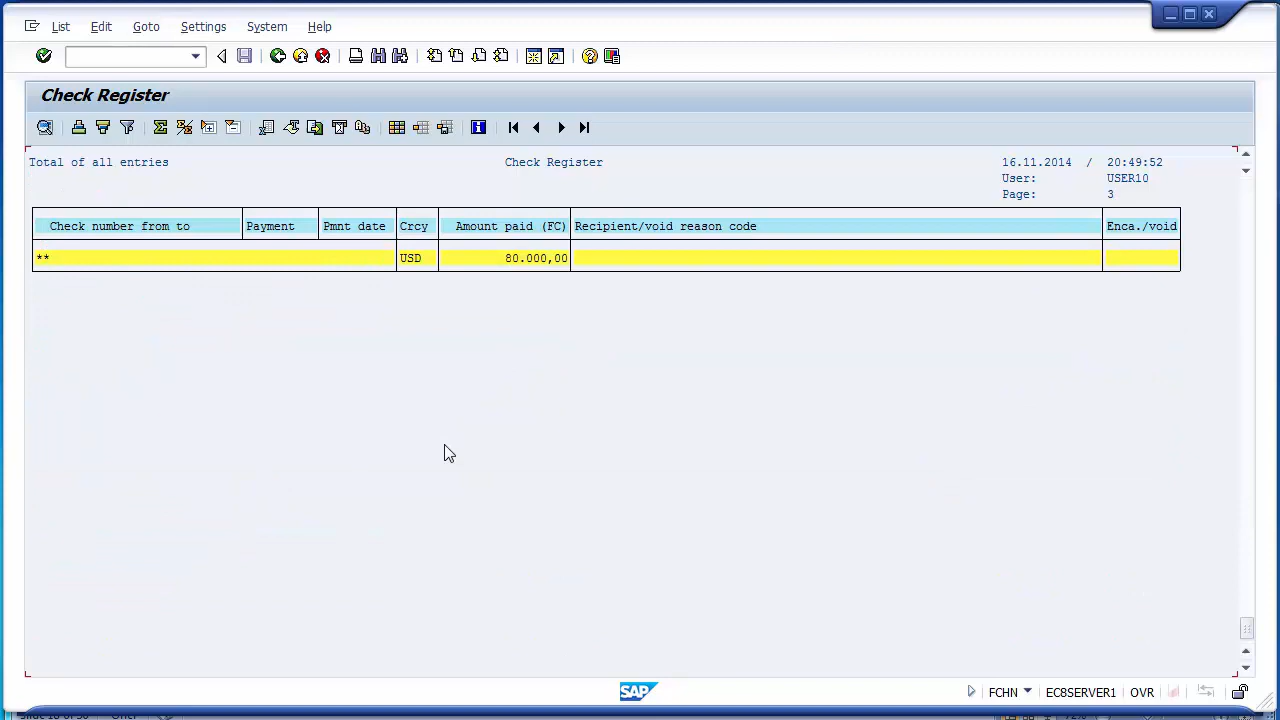 List Edit Goto Settings System Help
Check Register
Total of all entries Check Register 16.11.2014 / 20:49:52
User: USER10
Page: 3
Check number from to Payment Pmnt date Crcy Amount paid (FC) Recipient/void reason code Enca./void
** USD 80.000,00
SAP FCHN EC8SERVER1 OVR